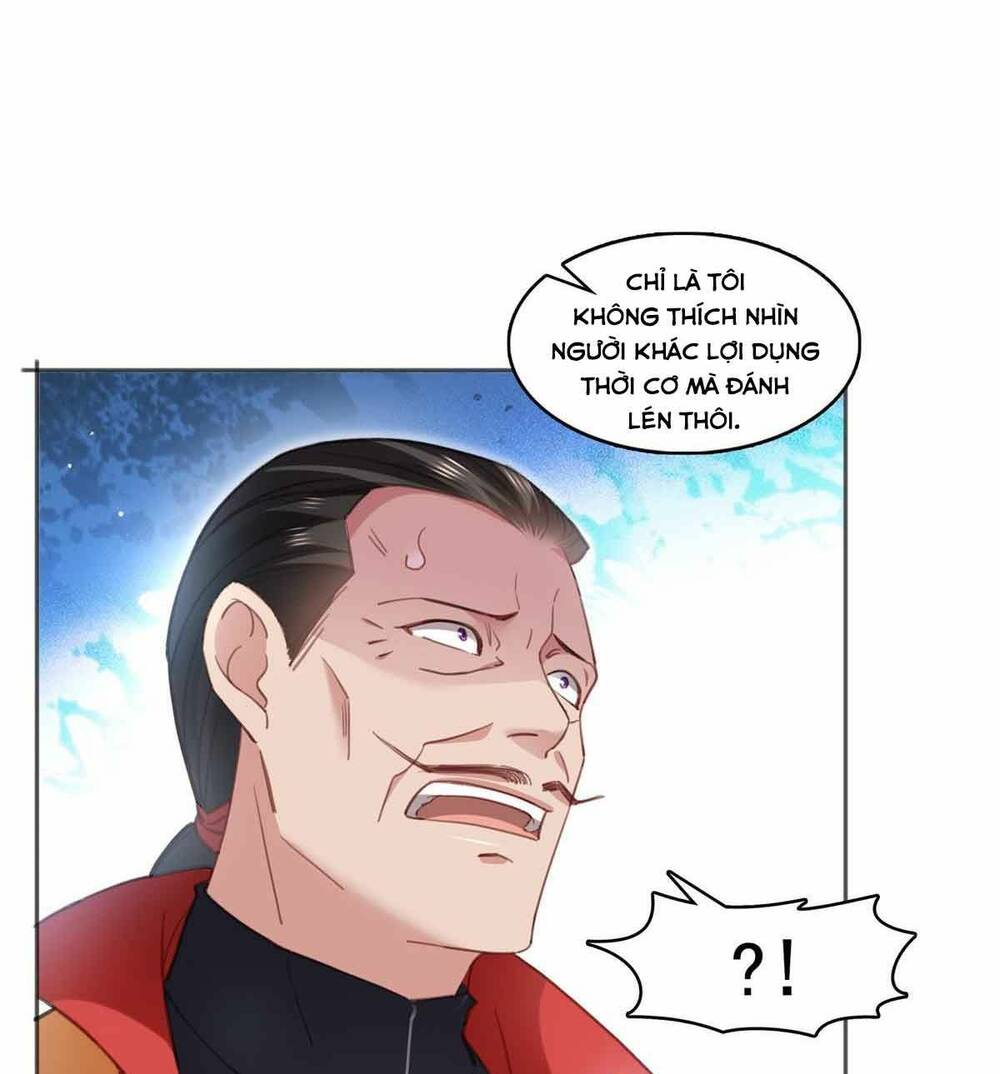 CHỈ LÀ TÔI
KHÔNG THÍCH NHÌN
NGƯỜI KHÁC LỢI DỤNG
THỜI CƠ MÀ ĐÁNH
LÉN THÔI.
?!